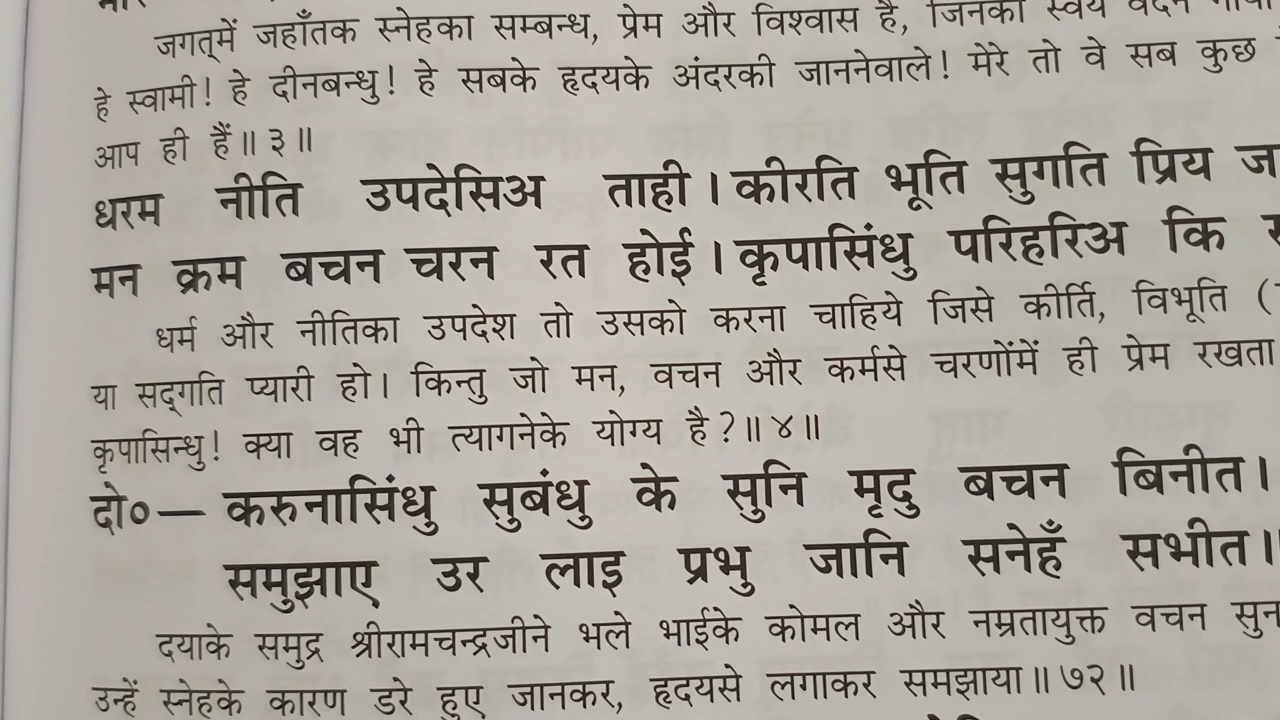 जगत्‌में जहाँतक स्नेहका सम्बन्ध, प्रेम और विश्वास है, जिनको
हे स्वामी! हे दीनबन्धु! हे सबके हृदयके अंदरकी जाननेवाले! मेरे तो वे सब कुछ
आप ही हैं॥ ३॥
धरम नीति उपदेसिअ ताही। कीरति भूति सुगति प्रिय ज
मन क्रम बचन चरन रत होई। कृपासिंधु परिहरिअ कि
धर्म और नीतिका उपदेश तो उसको करना चाहिये जिसे कीर्ति, विभूति (
या सद्‌गति प्यारी हो। किन्तु जो मन, वचन और कर्मसे चरणोंमें ही प्रेम रखता
कृपासिन्धु! क्या वह भी त्यागनेके योग्य है?॥ ४॥
दो०— करुनासिंधु सुबंधु के सुनि मृदु बचन बिनीत।
समुझाए उर लाइ प्रभु जानि सनेहँ सभीत॥
दयाके समुद्र श्रीरामचन्द्रजीने भले भाईके कोमल और नम्रतायुक्त वचन सुन
उन्हें स्नेहके कारण डरे हुए जानकर, हृदयसे लगाकर समझाया॥ ७२॥